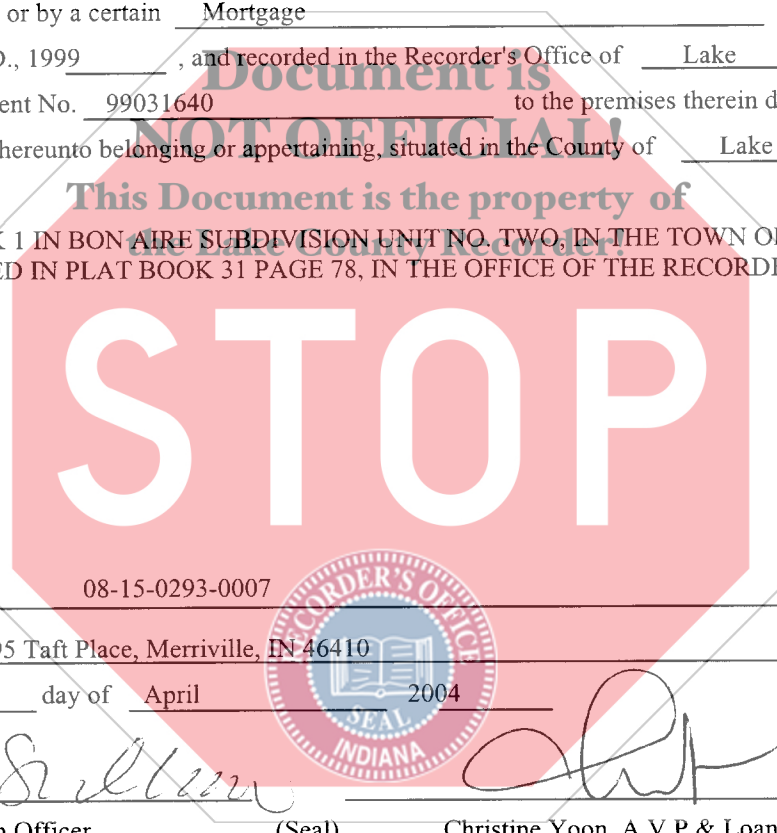 or by a certain Mortgage
D., 1999 , and recorded in the Recorder's Office of Lake
Document is
ent No. 99031640 to the premises therein d
NOT OFFICIAL!
hereunto belonging or appertaining, situated in the County of Lake
This Document is the property of
the Lake County Recorder!
K 1 IN BON AIRE SUBDIVISION UNIT NO. TWO, IN THE TOWN OF
ED IN PLAT BOOK 31 PAGE 78, IN THE OFFICE OF THE RECORDE
STOP
08-15-0293-0007
RECORDER'S OFFICE
95 Taft Place, Merriville, IN 46410
day of April 2004
SEAL
INDIANA
Officer (Seal) Christine Yoon, A.V.P & Loan